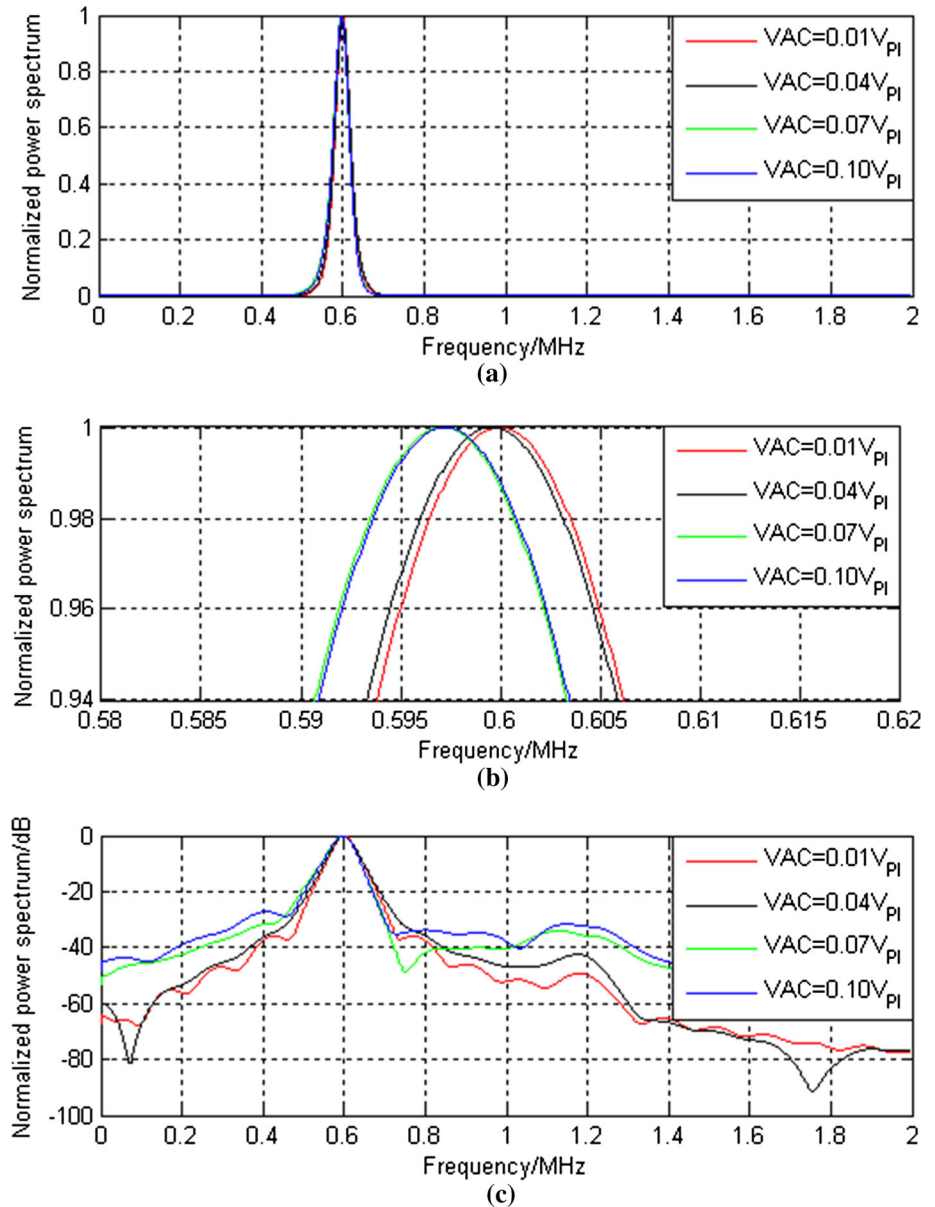 Normalized power spectrum
1
0.8
0.6
0.4
0.2
0
VAC=0.01V_PI
VAC=0.04V_PI
VAC=0.07V_PI
VAC=0.10V_PI
0 0.2 0.4 0.6 0.8 1 1.2 1.4 1.6 1.8 2
Frequency/MHz
(a)
Normalized power spectrum
1
0.98
0.96
0.94
VAC=0.01V_PI
VAC=0.04V_PI
VAC=0.07V_PI
VAC=0.10V_PI
0.58 0.585 0.59 0.595 0.6 0.605 0.61 0.615 0.62
Frequency/MHz
(b)
Normalized power spectrum/dB
0
-20
-40
-60
-80
-100
VAC=0.01V_PI
VAC=0.04V_PI
VAC=0.07V_PI
VAC=0.10V_PI
0 0.2 0.4 0.6 0.8 1 1.2 1.4 1.6 1.8 2
Frequency/MHz
(c)